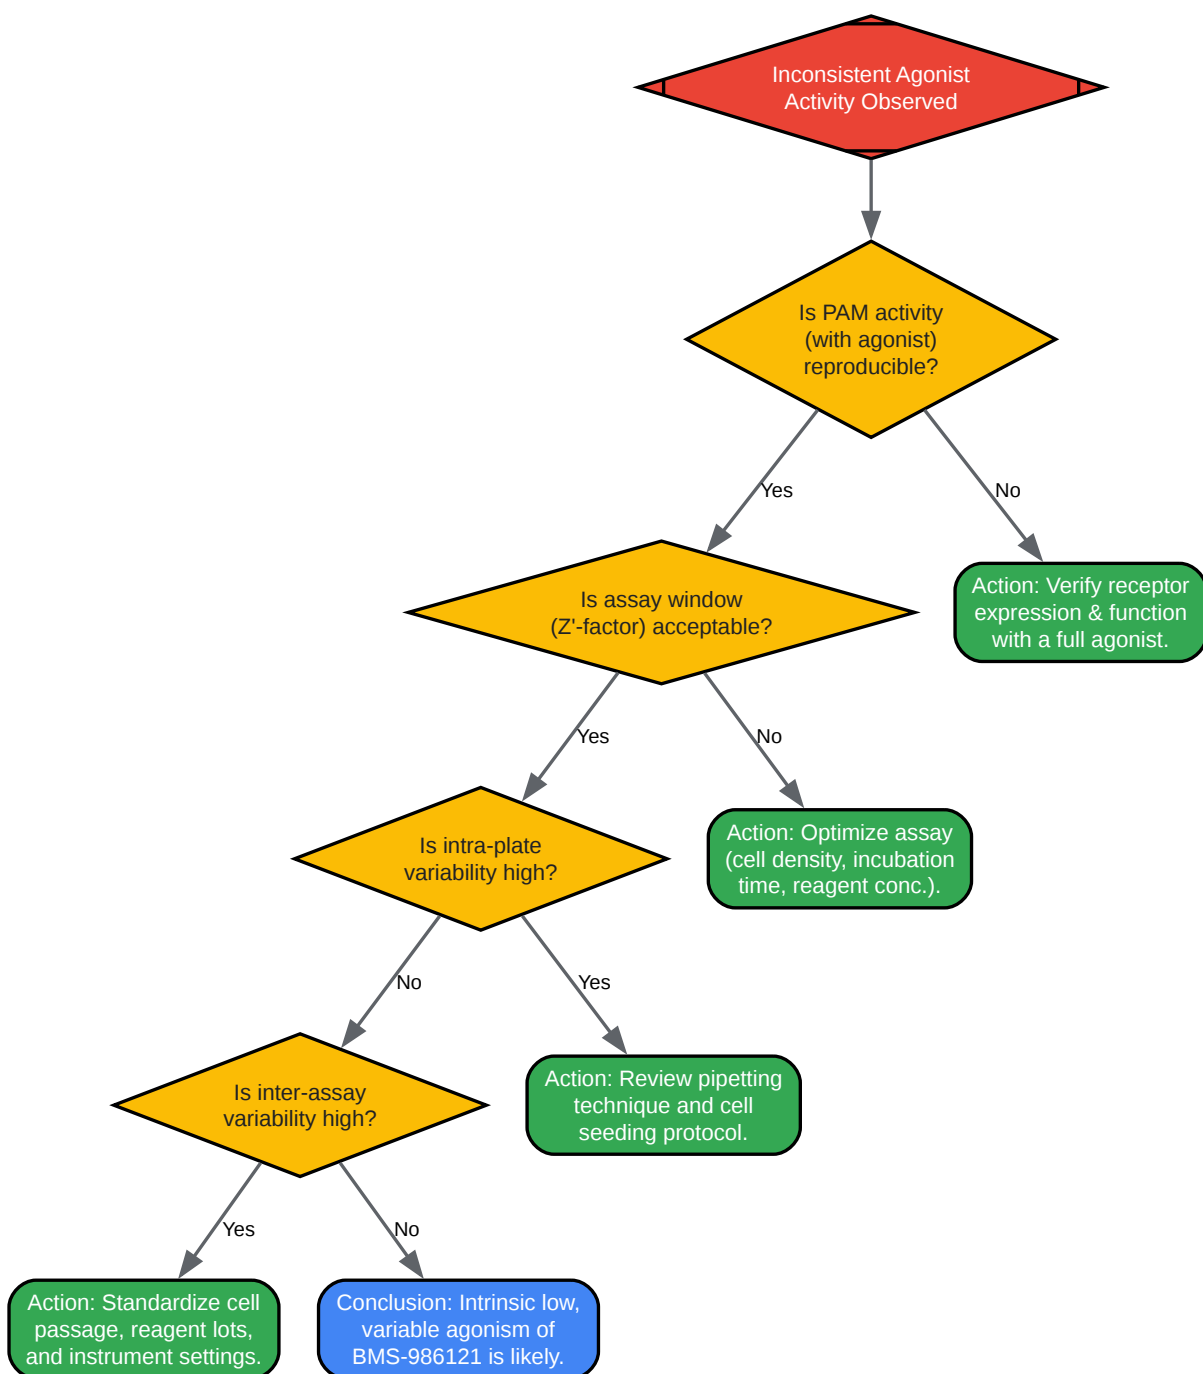 Inconsistent Agonist
Activity Observed
Is PAM activity
(with agonist)
reproducible?
Yes
No
Is assay window
(Z'-factor) acceptable?
Action: Verify receptor
expression & function
with a full agonist.
Yes
No
Is intra-plate
variability high?
Action: Optimize assay
(cell density, incubation
time, reagent conc.).
No
Yes
Is inter-assay
variability high?
Action: Review pipetting
technique and cell
seeding protocol.
Yes
No
Action: Standardize cell
passage, reagent lots,
and instrument settings.
Conclusion: Intrinsic low,
variable agonism of
BMS-986121 is likely.